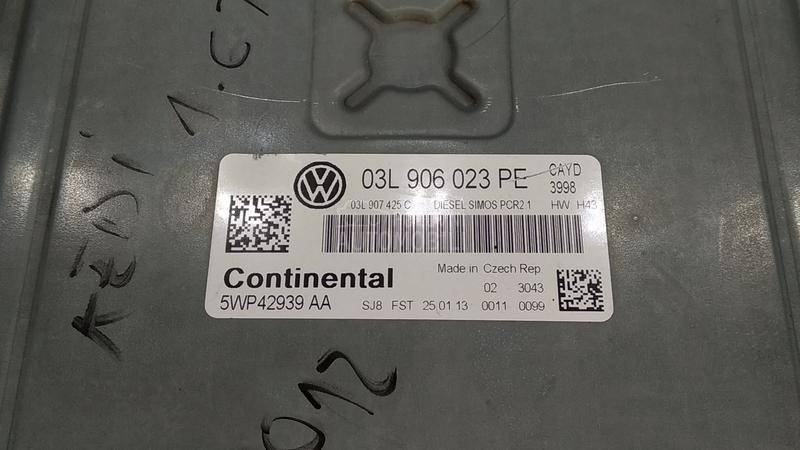 03L 906 023 PE
CAYD
3998
03L 907 425 C DIESEL SIMOS PCR2.1 HW H43
Continental
Made in Czech Rep
02 3043
5WP42939 AA
SJ8 FST 25.01.13 0011 0099